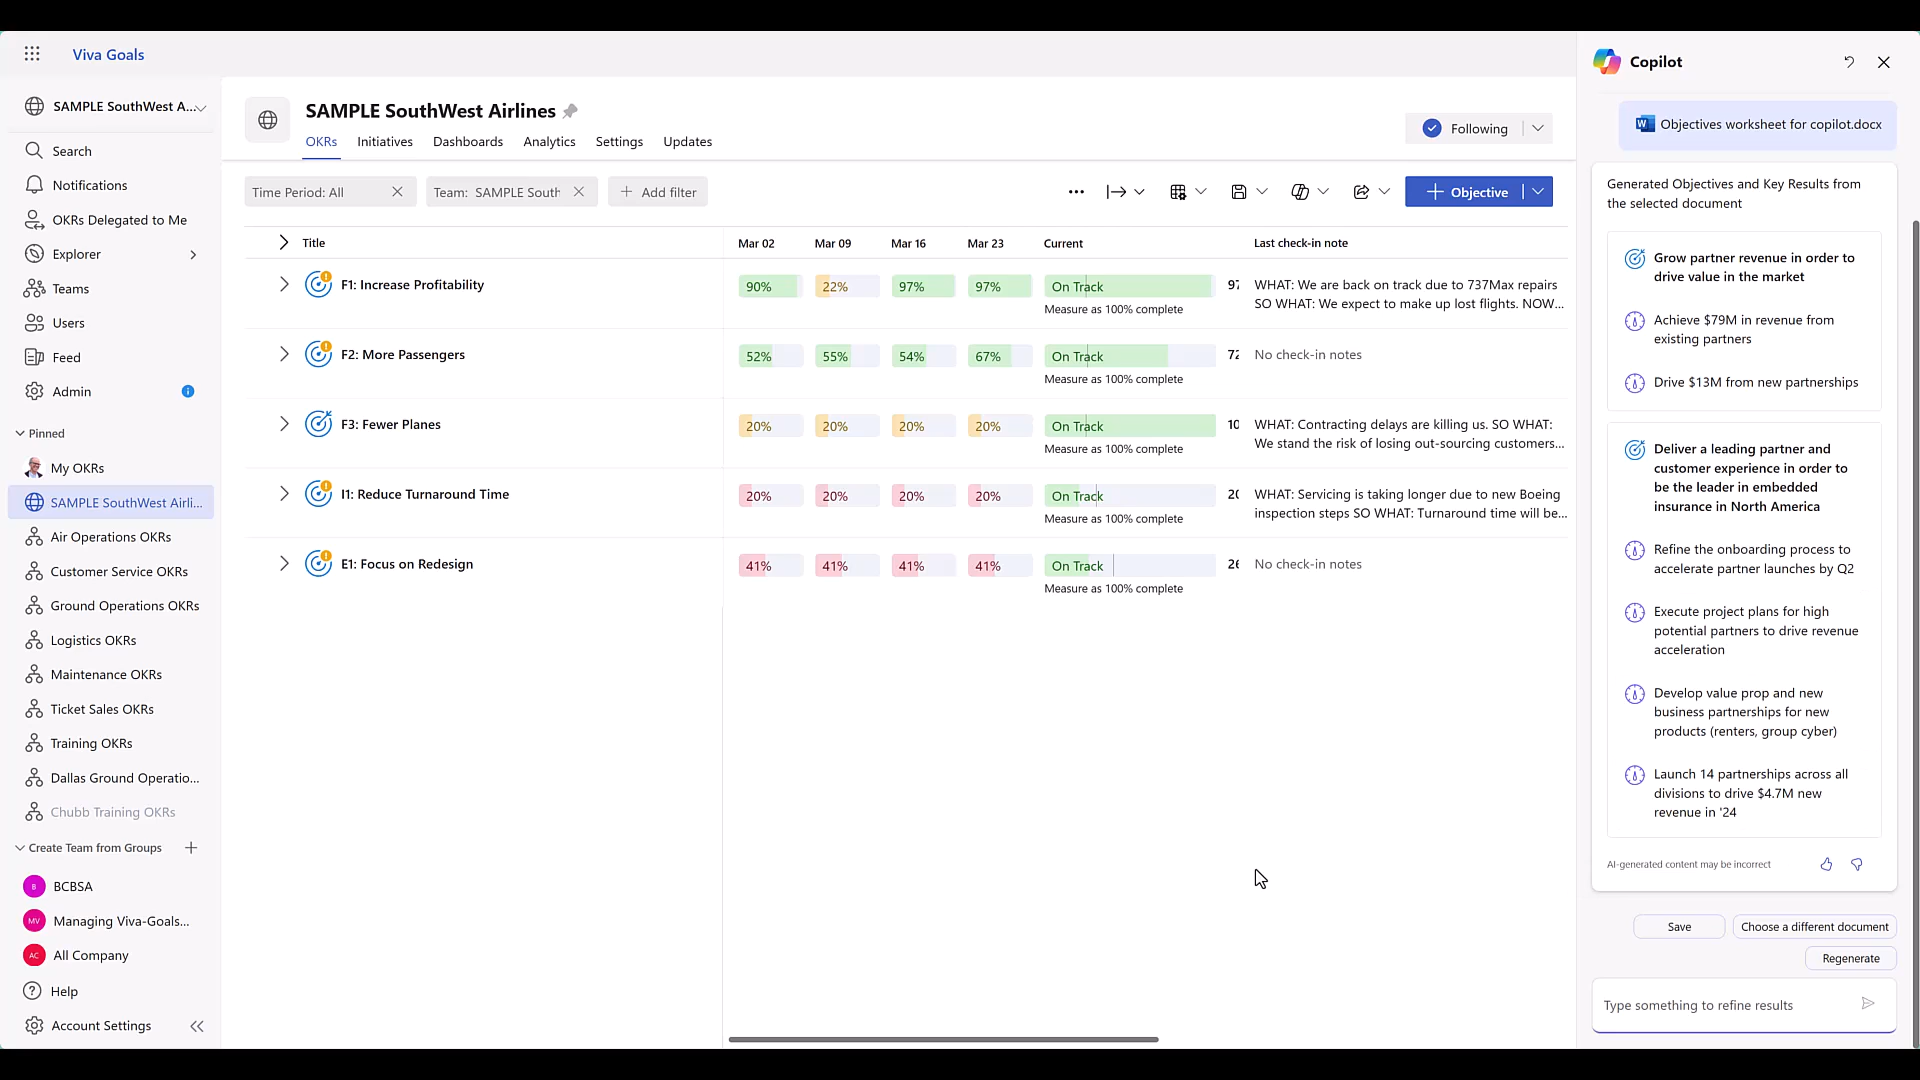 Viva Goals
SAMPLE SouthWest A...
Search
Notifications
OKRs Delegated to Me
Explorer
Teams
Users
Feed
Admin
Pinned
My OKRs
SAMPLE SouthWest Airli...
Air Operations OKRs
Customer Service OKRs
Ground Operations OKRs
Logistics OKRs
Maintenance OKRs
Ticket Sales OKRs
Training OKRs
Dallas Ground Operatio...
Chubb Training OKRs
Create Team from Groups
B BCBSA
MV Managing Viva-Goals...
AC All Company
Help
Account Settings
SAMPLE SouthWest Airlines
OKRs Initiatives Dashboards Analytics Settings Updates
Following
Time Period: All
Team: SAMPLE South
Add filter
Objective
Title Mar 02 Mar 09 Mar 16 Mar 23 Current Last check-in note
F1: Increase Profitability 90% 22% 97% 97% On Track 97 WHAT: We are back on track due to 737Max repairs
Measure as 100% complete SO WHAT: We expect to make up lost flights. NOW...
F2: More Passengers 52% 55% 54% 67% On Track 72 No check-in notes
Measure as 100% complete
F3: Fewer Planes 20% 20% 20% 20% On Track 10 WHAT: Contracting delays are killing us. SO WHAT:
Measure as 100% complete We stand the risk of losing out-sourcing customers...
I1: Reduce Turnaround Time 20% 20% 20% 20% On Track 20 WHAT: Servicing is taking longer due to new Boeing
Measure as 100% complete inspection steps SO WHAT: Turnaround time will be...
E1: Focus on Redesign 41% 41% 41% 41% On Track 26 No check-in notes
Measure as 100% complete
Copilot
Objectives worksheet for copilot.docx
Generated Objectives and Key Results from
the selected document
Grow partner revenue in order to
drive value in the market
Achieve $79M in revenue from
existing partners
Drive $13M from new partnerships
Deliver a leading partner and
customer experience in order to
be the leader in embedded
insurance in North America
Refine the onboarding process to
accelerate partner launches by Q2
Execute project plans for high
potential partners to drive revenue
acceleration
Develop value prop and new
business partnerships for new
products (renters, group cyber)
Launch 14 partnerships across all
divisions to drive $4.7M new
revenue in '24
AI-generated content may be incorrect
Save
Choose a different document
Regenerate
Type something to refine results